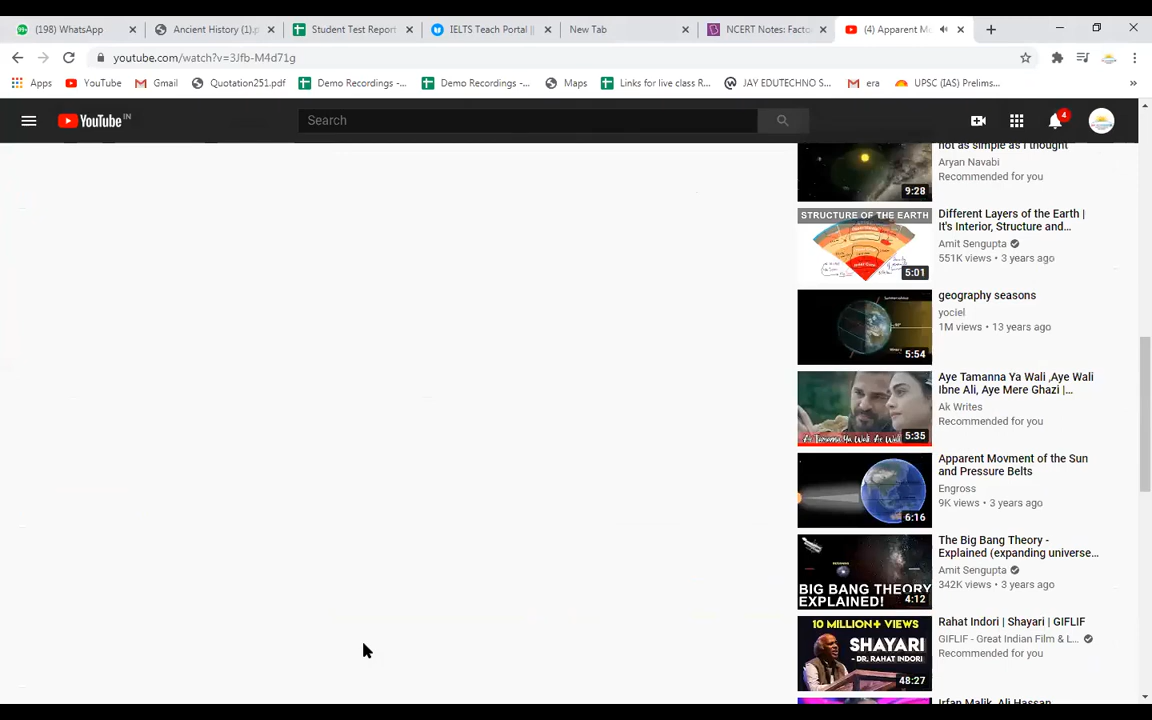 (198) WhatsApp
Ancient History (1).p
Student Test Report
IELTS Teach Portal ||
New Tab
NCERT Notes: Facto
(4) Apparent M
youtube.com/watch?v=3Jfb-M4d71g
Apps
YouTube
Gmail
Quotation251.pdf
Demo Recordings -...
Demo Recordings -...
Maps
Links for live class R...
JAY EDUTECHNO S...
era
UPSC (IAS) Prelims...
YouTube IN
Search
4
not as simple as I thought
Aryan Navabi
Recommended for you
9:28
STRUCTURE OF THE EARTH
5:01
Different Layers of the Earth |
It's Interior, Structure and...
Amit Sengupta
551K views • 3 years ago
5:54
geography seasons
yociel
1M views • 13 years ago
5:35
Aye Tamanna Ya Wali ,Aye Wali
Ibne Ali, Aye Mere Ghazi |...
Ak Writes
Recommended for you
6:16
Apparent Movment of the Sun
and Pressure Belts
Engross
9K views • 3 years ago
BIG BANG THEORY
EXPLAINED!
4:12
The Big Bang Theory -
Explained (expanding universe...
Amit Sengupta
342K views • 3 years ago
10 MILLION+ VIEWS
SHAYARI
- DR. RAHAT INDORI
48:27
Rahat Indori | Shayari | GIFLIF
GIFLIF - Great Indian Film & L...
Recommended for you
Irfan Malik, Ali Hassan